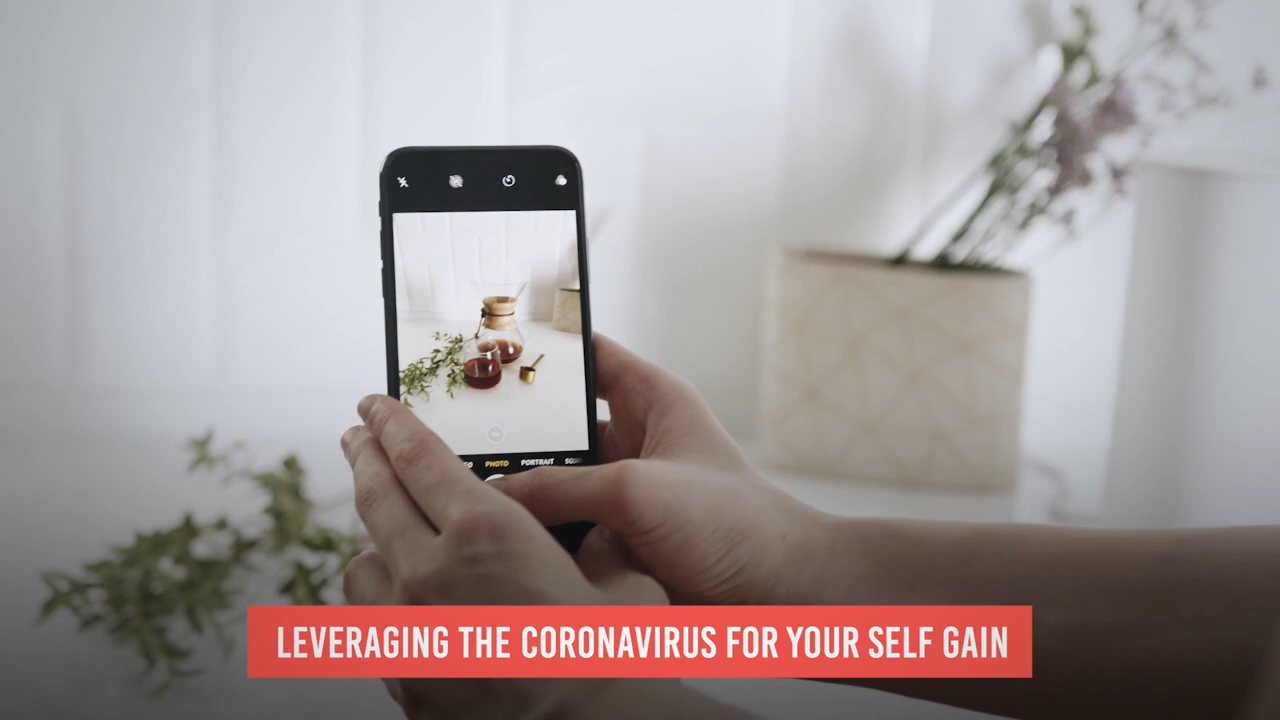 PHOTO PORTRAIT
LEVERAGING THE CORONAVIRUS FOR YOUR SELF GAIN